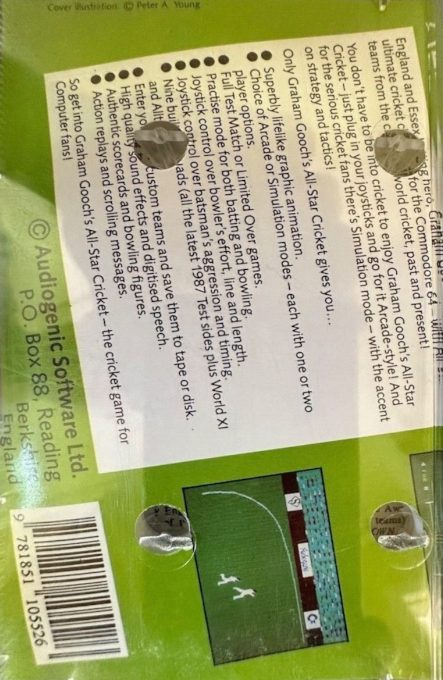 Cover illustration: © Peter A. Young
England and Essex hero,
ultimate cricket for the Commodore 64 – with
teams from the world cricket, past and present!
You don't have to be into cricket to enjoy Graham Gooch's All-Star
Cricket – just plug in your joysticks and go for it Arcade-style! And
for the serious cricket fan, there's Simulation mode – with the accent
on strategy and tactics!
Only Graham Gooch's All-Star Cricket gives you...
● Superbly lifelike graphic animation.
● Choice of Arcade or Simulation modes – each with one or two
player options.
● Full Test Match or Limited Over games.
● Practise mode for both batting and bowling.
● Joystick control over bowler's effort, line and length.
● Joystick control over batsman's aggression and timing.
● Nine (all the latest 1987 Test sides plus World XI
and
● Enter custom teams and save them to tape or disk.
● High quality sound effects and digitised speech.
● Authentic scorecards and bowling figures.
● Action replays and scrolling messages.
So get into Graham Gooch's All-Star Cricket – the cricket game for
Computer fans!
© Audiogenic Software Ltd.
P.O. Box 88, Reading
Berkshire
England
9 781851 105526